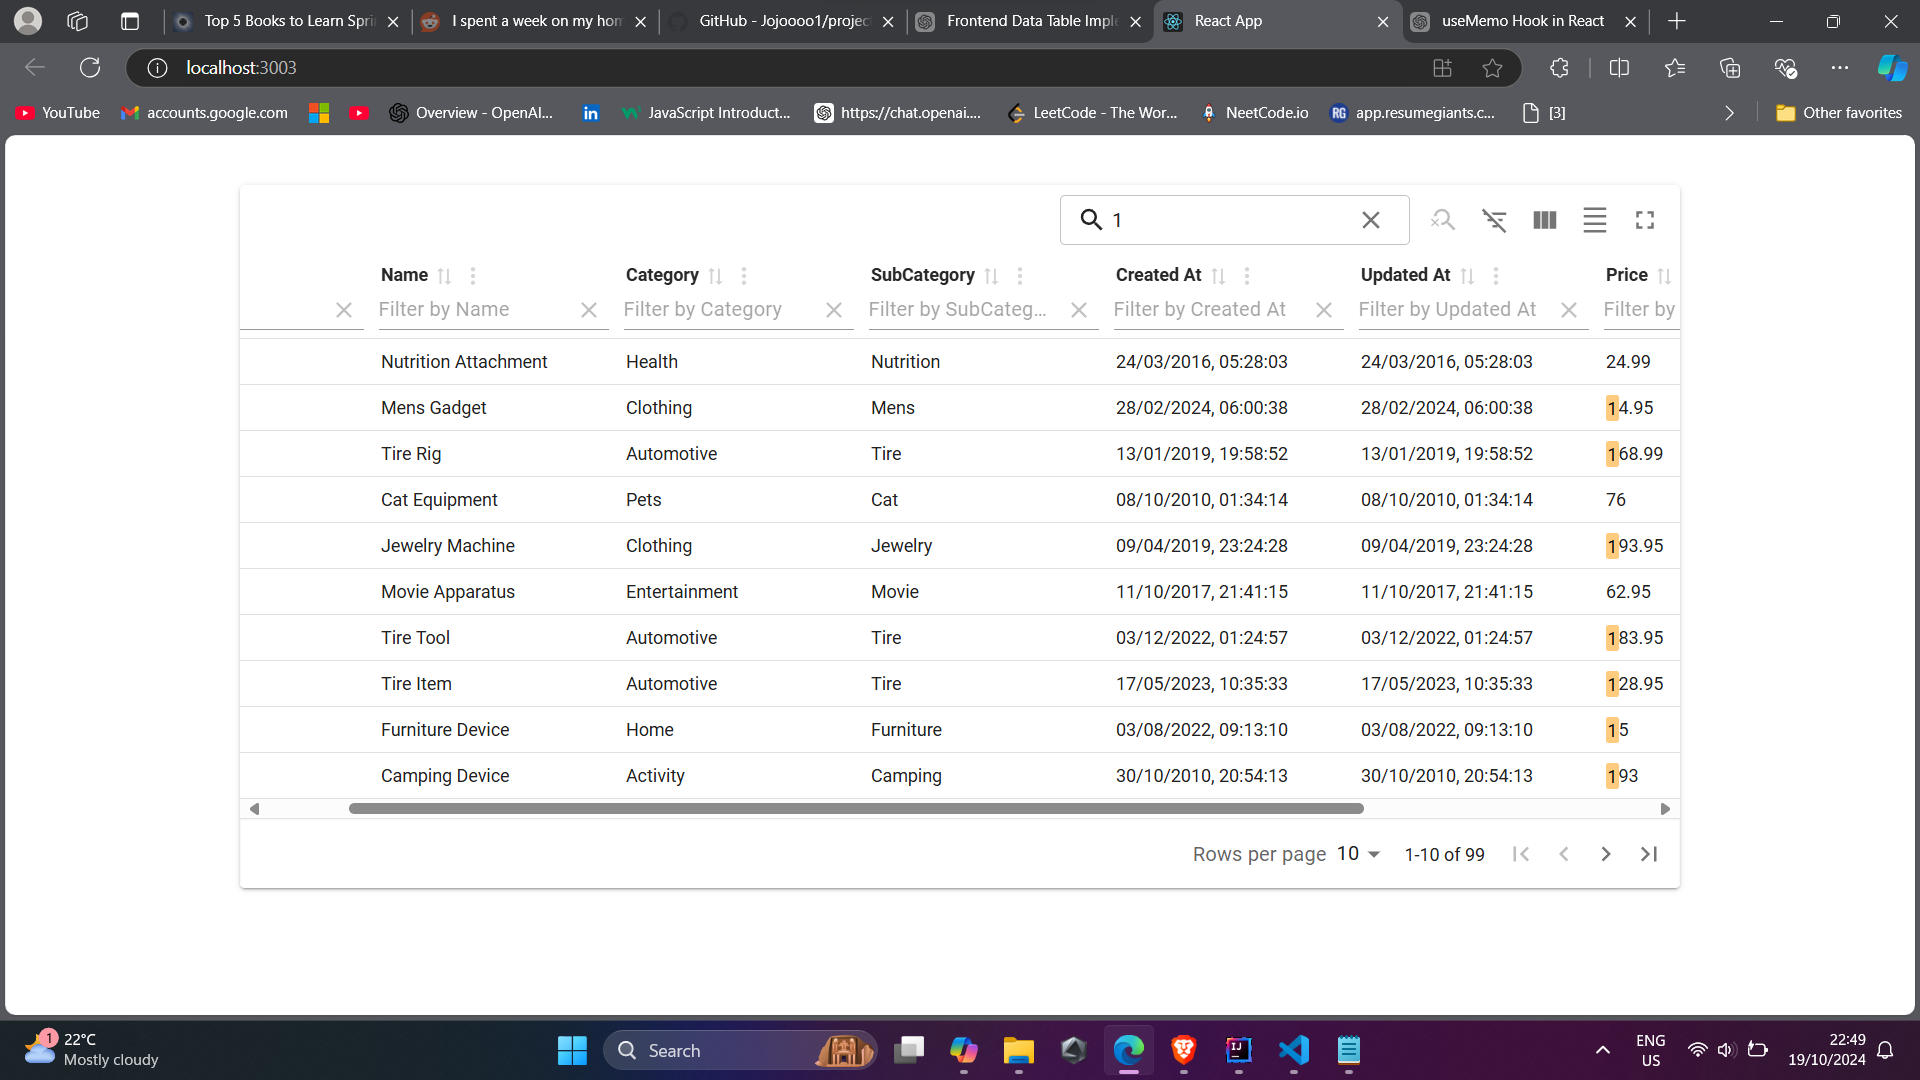 Top 5 Books to Learn Spri
I spent a week on my hom
GitHub - Jojoooo1/project
Frontend Data Table Imple
React App
useMemo Hook in React
localhost:3003
YouTube
accounts.google.com
Overview - OpenAI...
JavaScript Introduct...
https://chat.openai....
LeetCode - The Wor...
NeetCode.io
RG
app.resumegiants.c...
[3]
Other favorites
1
Name Category SubCategory Created At Updated At Price
Filter by Name Filter by Category Filter by SubCateg... Filter by Created At Filter by Updated At Filter by
Nutrition Attachment Health Nutrition 24/03/2016, 05:28:03 24/03/2016, 05:28:03 24.99
Mens Gadget Clothing Mens 28/02/2024, 06:00:38 28/02/2024, 06:00:38 14.95
Tire Rig Automotive Tire 13/01/2019, 19:58:52 13/01/2019, 19:58:52 168.99
Cat Equipment Pets Cat 08/10/2010, 01:34:14 08/10/2010, 01:34:14 76
Jewelry Machine Clothing Jewelry 09/04/2019, 23:24:28 09/04/2019, 23:24:28 193.95
Movie Apparatus Entertainment Movie 11/10/2017, 21:41:15 11/10/2017, 21:41:15 62.95
Tire Tool Automotive Tire 03/12/2022, 01:24:57 03/12/2022, 01:24:57 183.95
Tire Item Automotive Tire 17/05/2023, 10:35:33 17/05/2023, 10:35:33 128.95
Furniture Device Home Furniture 03/08/2022, 09:13:10 03/08/2022, 09:13:10 15
Camping Device Activity Camping 30/10/2010, 20:54:13 30/10/2010, 20:54:13 193
Rows per page 10 1-10 of 99
1
22°C
Mostly cloudy
Search
IJ
ENG
US
22:49
19/10/2024